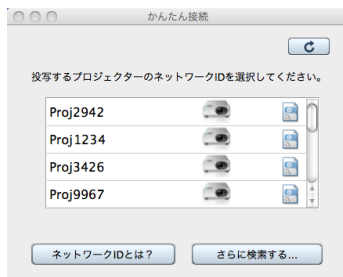 かんたん接続
投写するプロジェクターのネットワークIDを選択してください。
Proj2942
Proj1234
Proj3426
Proj9967
ネットワークIDとは？
さらに検索する...